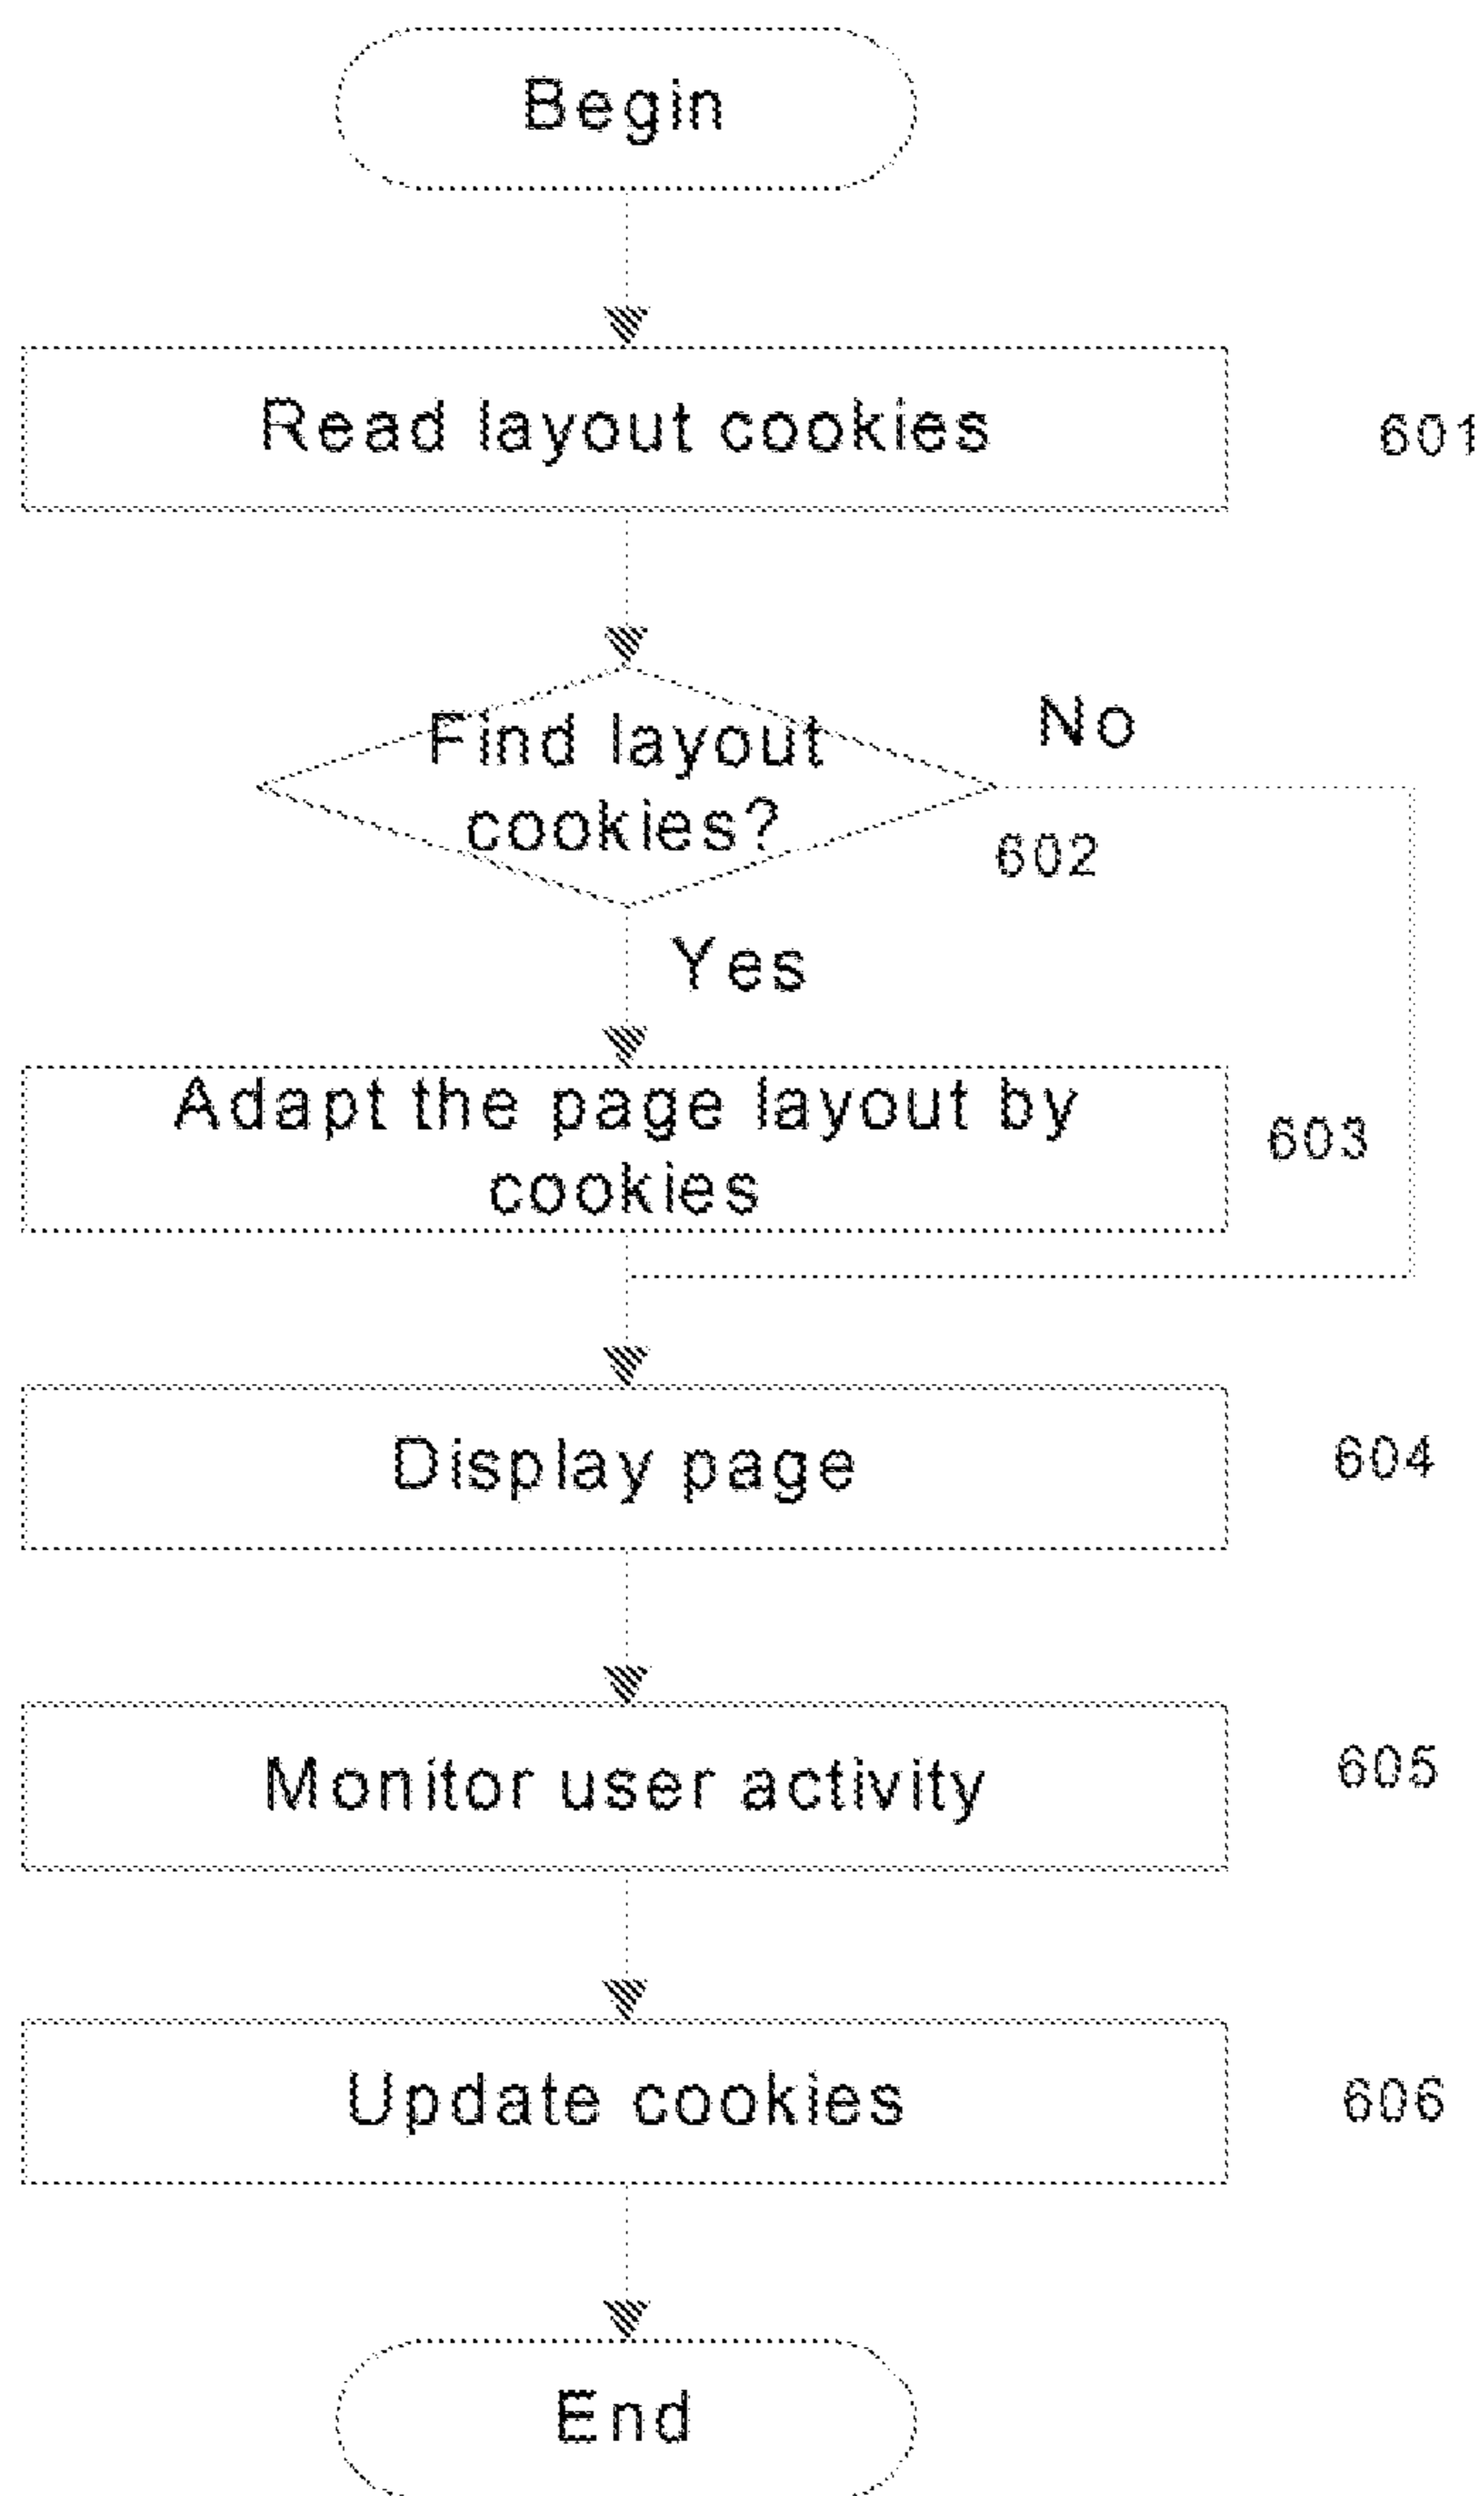 Begin
Read layout cookies
601
Find layout
cookies?
No
602
Yes
Adapt the page layout by
cookies
603
Display page
604
Monitor user activity
605
Update cookies
606
End